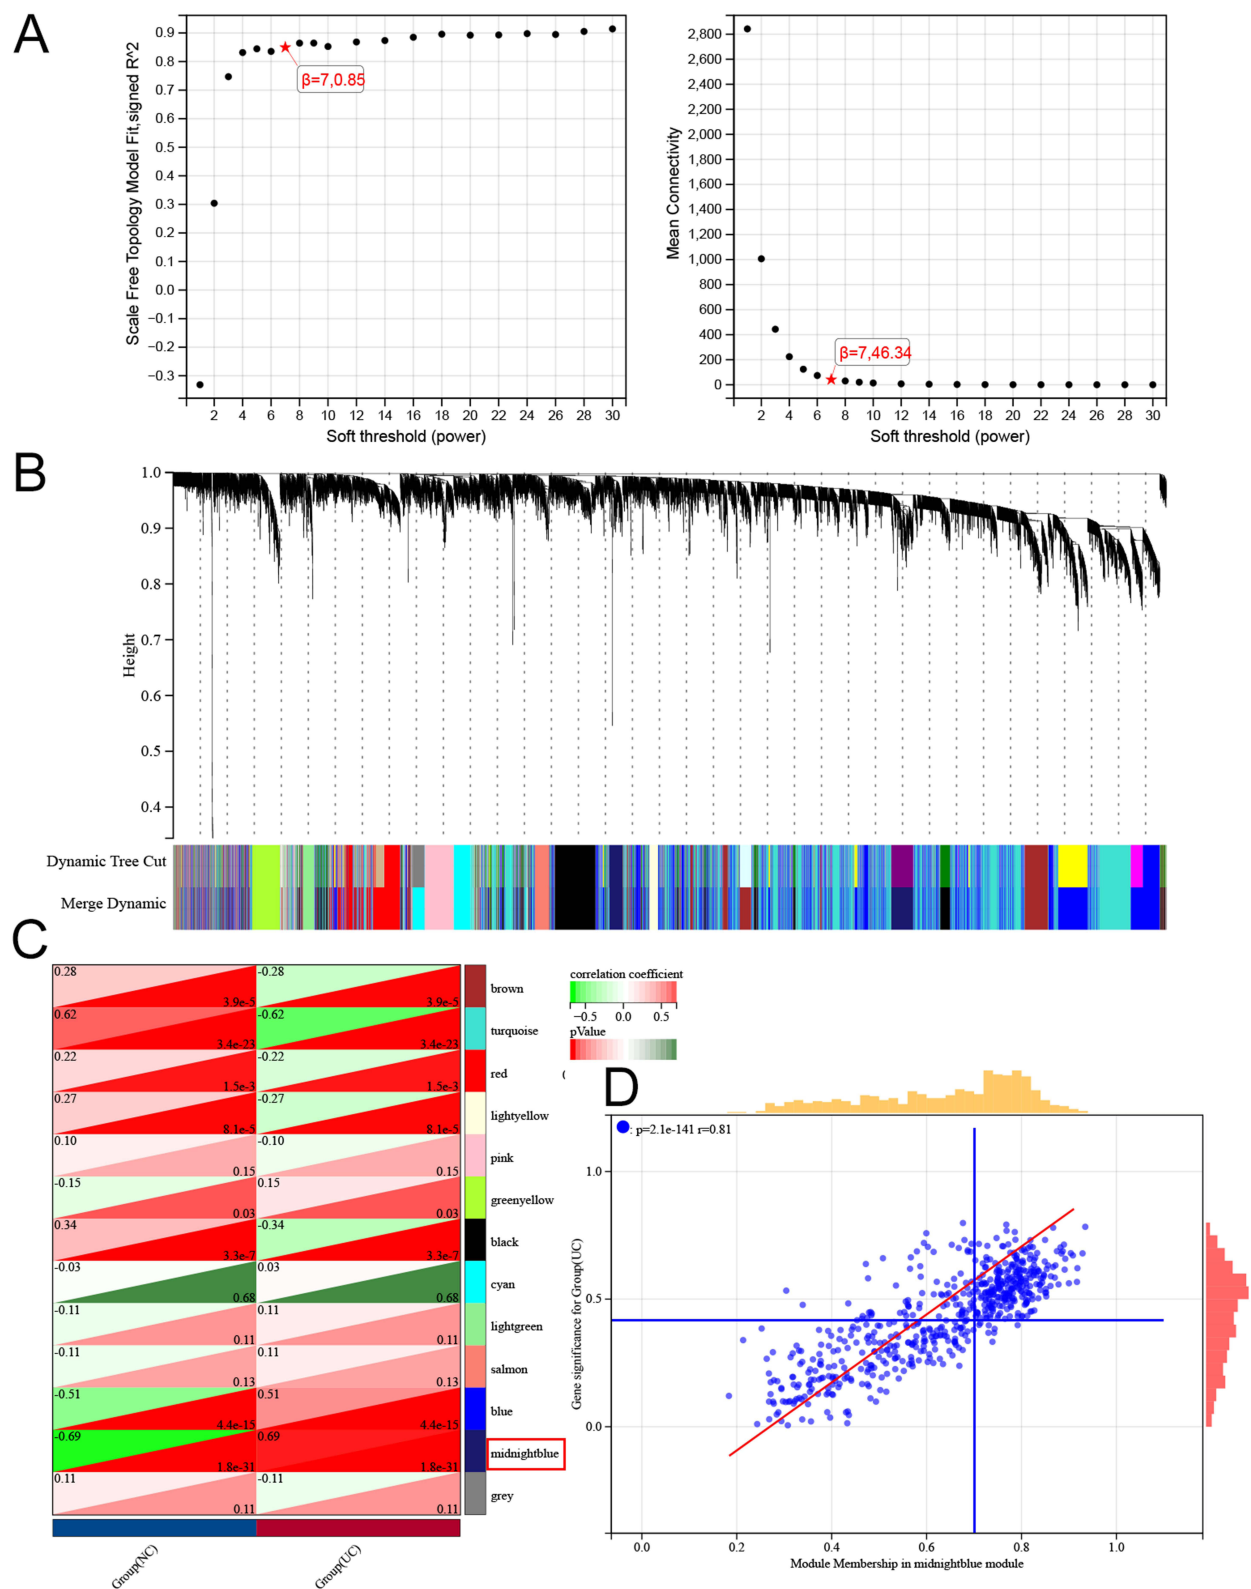 A
0.9
0.8
0.7
0.6
0.5
0.4
0.3
0.2
0.1
0.0
−0.1
−0.2
−0.3
Scale Free Topology Model Fit,signed R^2
β=7,0.85
2 4 6 8 10 12 14 16 18 20 22 24 26 28 30
Soft threshold (power)
2,800
2,600
2,400
2,200
2,000
1,800
1,600
1,400
1,200
1,000
800
600
400
200
0
Mean Connectivity
β=7,46.34
2 4 6 8 10 12 14 16 18 20 22 24 26 28 30
Soft threshold (power)
B
1.0
0.9
0.8
0.7
0.6
0.5
0.4
Height
Dynamic Tree Cut
Merge Dynamic
C
0.28 3.9e-5 -0.28 3.9e-5 brown
0.62 3.4e-23 -0.62 3.4e-23 turquoise
0.22 1.5e-3 -0.22 1.5e-3 red
0.27 8.1e-5 -0.27 8.1e-5 lightyellow
0.10 0.15 -0.10 0.15 pink
-0.15 0.03 0.15 0.03 greenyellow
0.34 3.3e-7 -0.34 3.3e-7 black
-0.03 0.68 0.03 0.68 cyan
-0.11 0.11 0.11 0.11 lightgreen
-0.11 0.13 0.11 0.13 salmon
-0.51 4.4e-15 0.51 4.4e-15 blue
-0.69 1.8e-31 0.69 1.8e-31 midnightblue
0.11 0.11 -0.11 0.11 grey
Group(NC) Group(UC)
correlation coefficient
−0.5 0.0 0.5
pValue
D
: p=2.1e-141 r=0.81
1.0
0.5
0.0
Gene significance for Group(UC)
0.0 0.2 0.4 0.6 0.8 1.0
Module Membership in midnightblue module